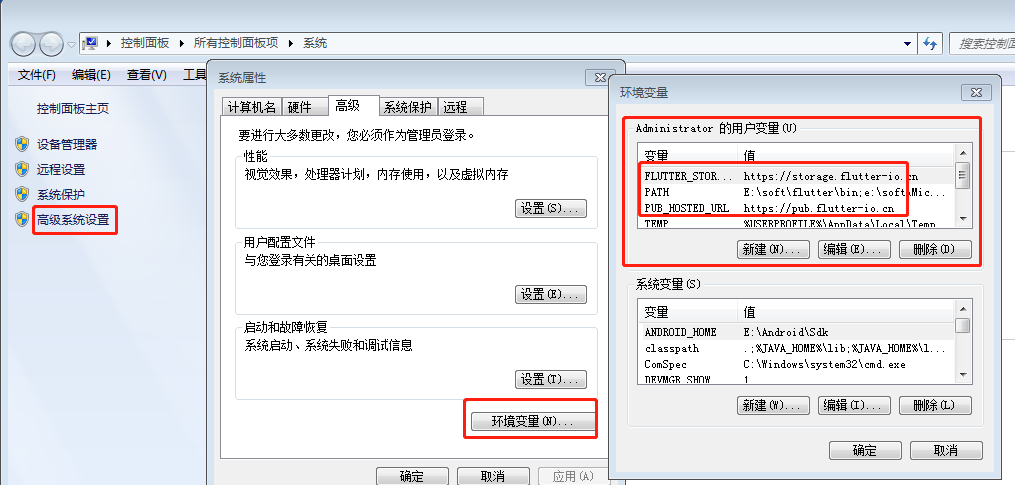 控制面板 所有控制面板项 系统
搜索控制面
文件(F) 编辑(E) 查看(V) 工具
控制面板主页
设备管理器
远程设置
系统保护
高级系统设置
系统属性
计算机名 硬件 高级 系统保护 远程
要进行大多数更改，您必须作为管理员登录。
性能
视觉效果，处理器计划，内存使用，以及虚拟内存
设置(S)...
用户配置文件
与您登录有关的桌面设置
设置(E)...
启动和故障恢复
系统启动、系统失败和调试信息
设置(T)...
环境变量(N)...
确定 取消 应用(A)
环境变量
Administrator 的用户变量(U)
变量 值
FLUTTER_STOR... https://storage.flutter-io.cn
PATH E:\soft\flutter\bin;e:\soft\Mic...
PUB_HOSTED_URL https://pub.flutter-io.cn
TEMP %USERPROFILE%\AppData\Local\Temp
新建(N)... 编辑(E)... 删除(D)
系统变量(S)
变量 值
ANDROID_HOME E:\Android\Sdk
classpath .;%JAVA_HOME%\lib;%JAVA_HOME%\l...
ComSpec C:\Windows\system32\cmd.exe
DEVMGR_SHOW 1
新建(W)... 编辑(I)... 删除(L)
确定 取消